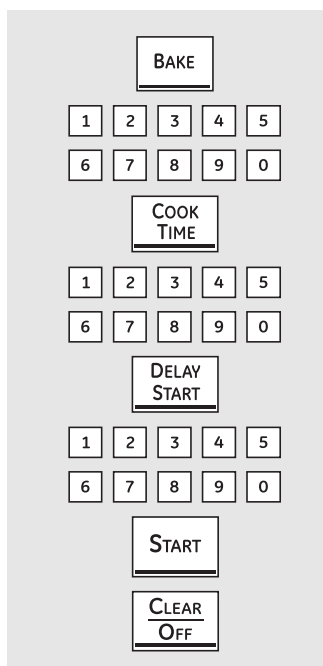 BAKE
1 2 3 4 5
6 7 8 9 0
COOK
TIME
1 2 3 4 5
6 7 8 9 0
DELAY
START
1 2 3 4 5
6 7 8 9 0
START
CLEAR
OFF